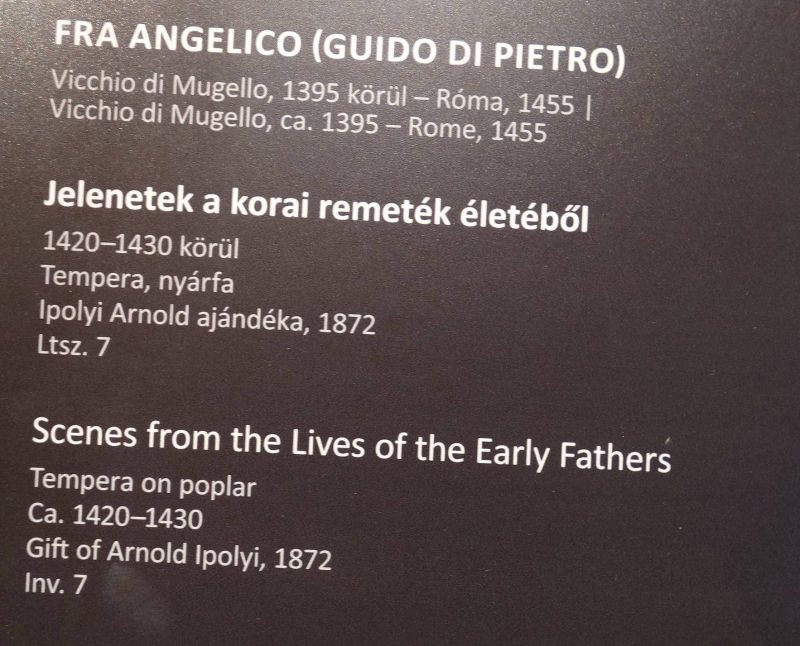 FRA ANGELICO (GUIDO DI PIETRO)
Vicchio di Mugello, 1395 körül – Róma, 1455 |
Vicchio di Mugello, ca. 1395 – Rome, 1455
Jelenetek a korai remeték életéből
1420–1430 körül
Tempera, nyárfa
Ipolyi Arnold ajándéka, 1872
Ltsz. 7
Scenes from the Lives of the Early Fathers
Tempera on poplar
Ca. 1420–1430
Gift of Arnold Ipolyi, 1872
Inv. 7